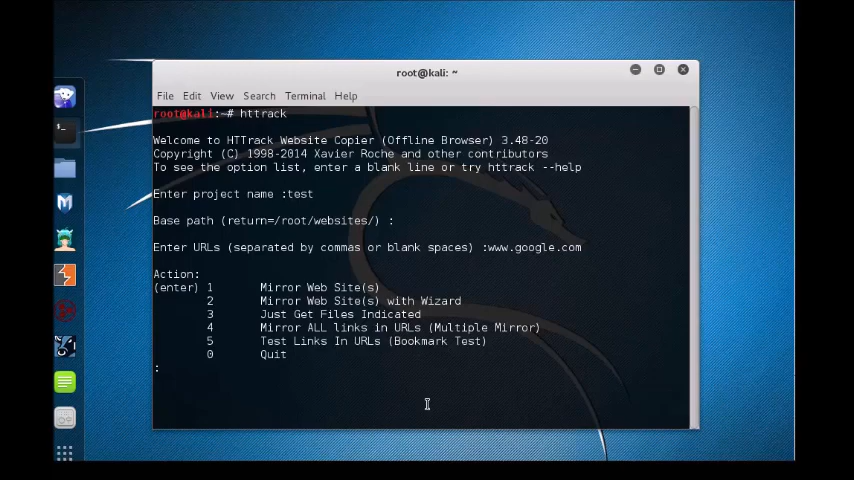 root@kali: ~
File Edit View Search Terminal Help
root@kali:~# httrack
Welcome to HTTrack Website Copier (Offline Browser) 3.48-20
Copyright (C) 1998-2014 Xavier Roche and other contributors
To see the option list, enter a blank line or try httrack --help
Enter project name :test
Base path (return=/root/websites/) :
Enter URLs (separated by commas or blank spaces) :www.google.com
Action:
(enter) 1 Mirror Web Site(s)
2 Mirror Web Site(s) with Wizard
3 Just Get Files Indicated
4 Mirror ALL links in URLs (Multiple Mirror)
5 Test Links In URLs (Bookmark Test)
0 Quit
: